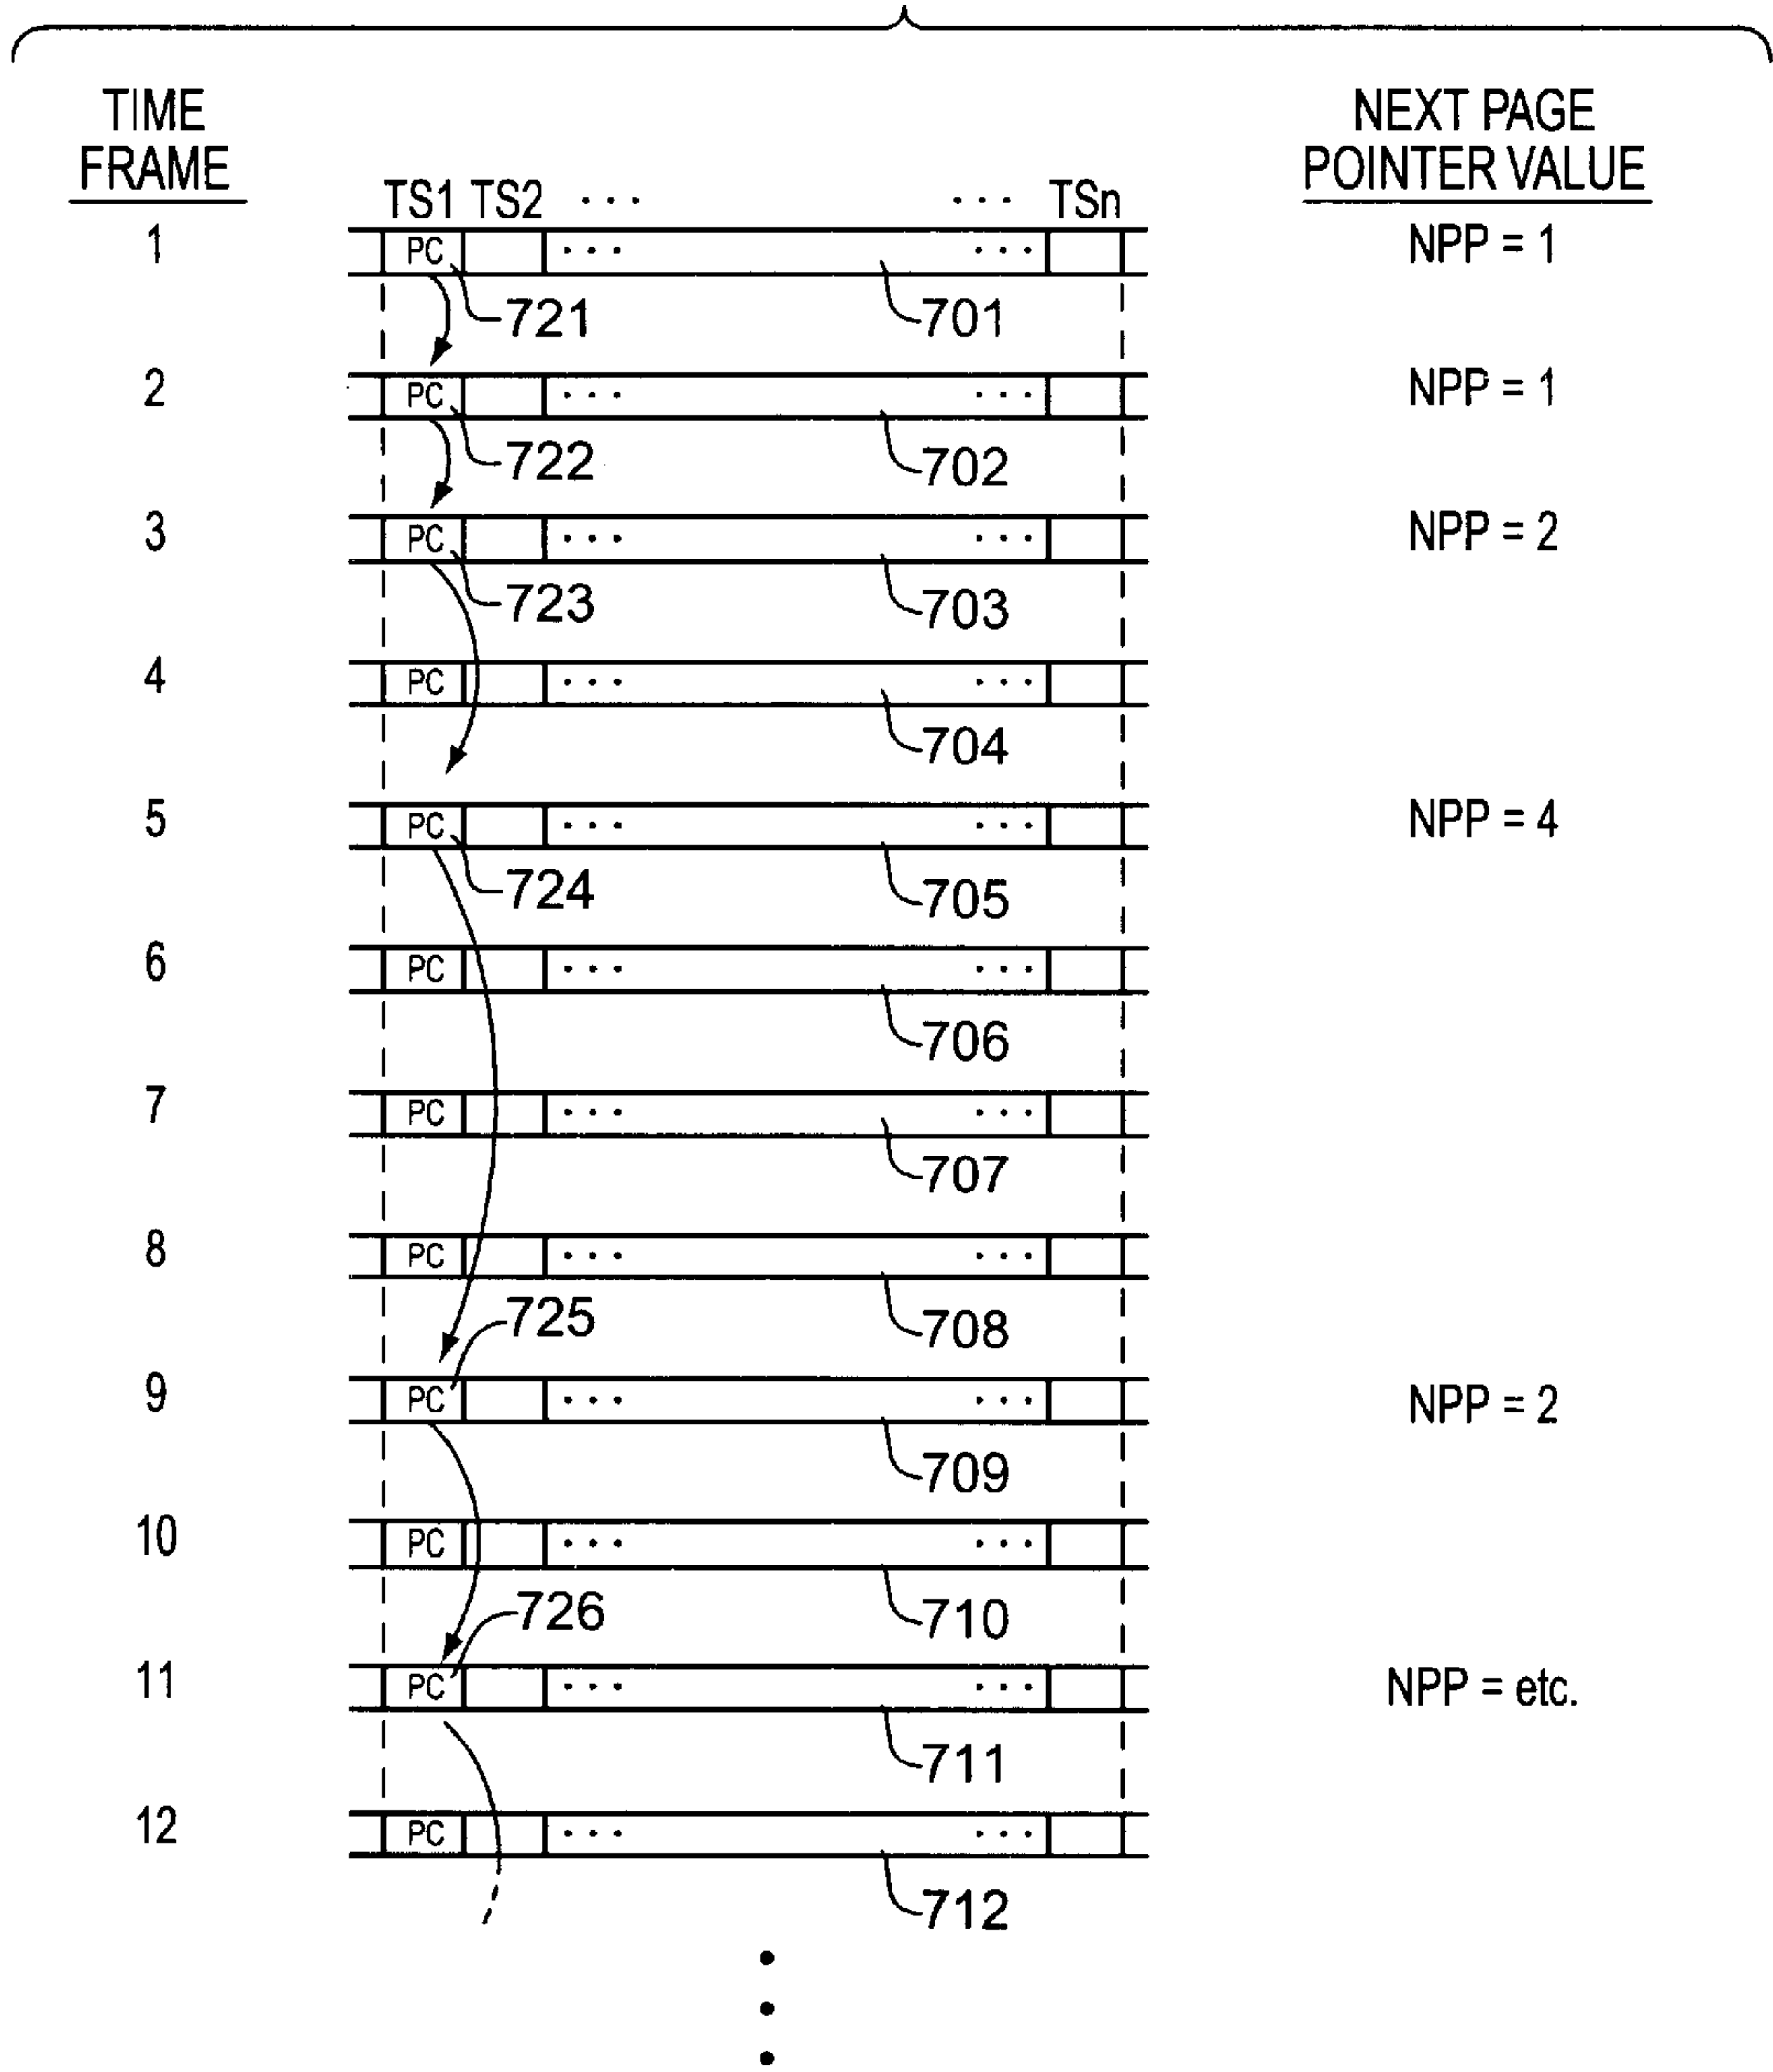 TIME
FRAME
NEXT PAGE
POINTER VALUE
TS1 TS2 ··· ··· TSn
1 PC ··· ··· NPP = 1
721 701
2 PC ··· ··· NPP = 1
722 702
3 PC ··· ··· NPP = 2
723 703
4 PC ··· ···
704
5 PC ··· ··· NPP = 4
724 705
6 PC ··· ···
706
7 PC ··· ···
707
8 PC ··· ···
725 708
9 PC ··· ··· NPP = 2
709
10 PC ··· ···
726 710
11 PC ··· ··· NPP = etc.
711
12 PC ··· ···
712